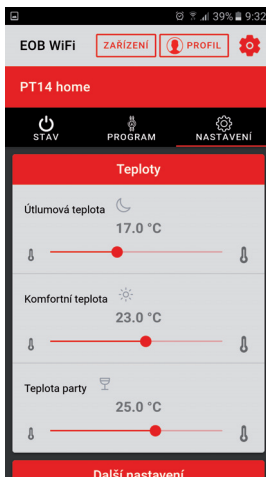 39% 9:32
EOB WiFi ZAŘÍZENÍ PROFIL
PT14 home
STAV PROGRAM NASTAVENÍ
Teploty
Útlumová teplota
17.0 °C
Komfortní teplota
23.0 °C
Teplota party
25.0 °C
Další nastavení